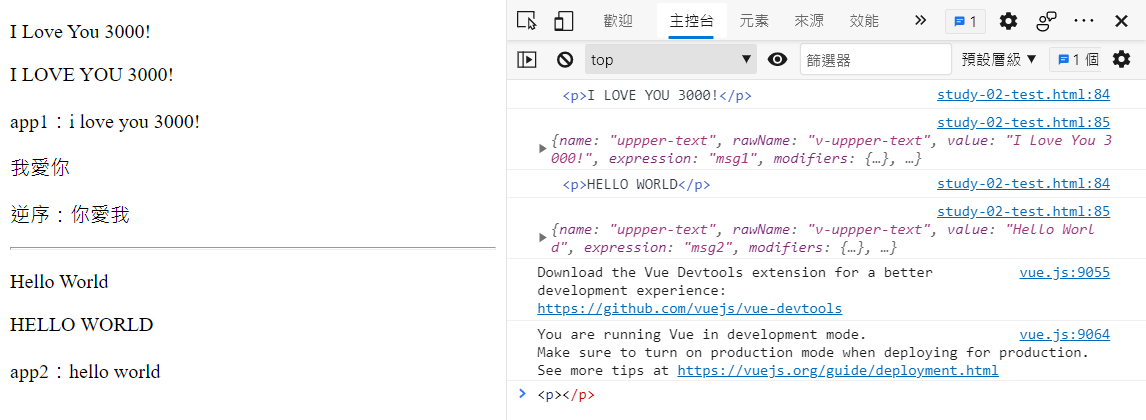 I Love You 3000!
I LOVE YOU 3000!
app1：i love you 3000!
我愛你
逆序：你愛我
Hello World
HELLO WORLD
app2：hello world
歡迎 主控台 元素 來源 效能 » 1
top 篩選器 預設層級 1 個
<p>I LOVE YOU 3000!</p> study-02-test.html:84
study-02-test.html:85
{name: "uppper-text", rawName: "v-uppper-text", value: "I Love You 3
000!", expression: "msg1", modifiers: {…}, …}
<p>HELLO WORLD</p> study-02-test.html:84
study-02-test.html:85
{name: "uppper-text", rawName: "v-uppper-text", value: "Hello Worl
d", expression: "msg2", modifiers: {…}, …}
Download the Vue Devtools extension for a better vue.js:9055
development experience:
https://github.com/vuejs/vue-devtools
You are running Vue in development mode. vue.js:9064
Make sure to turn on production mode when deploying for production.
See more tips at https://vuejs.org/guide/deployment.html
<p></p>